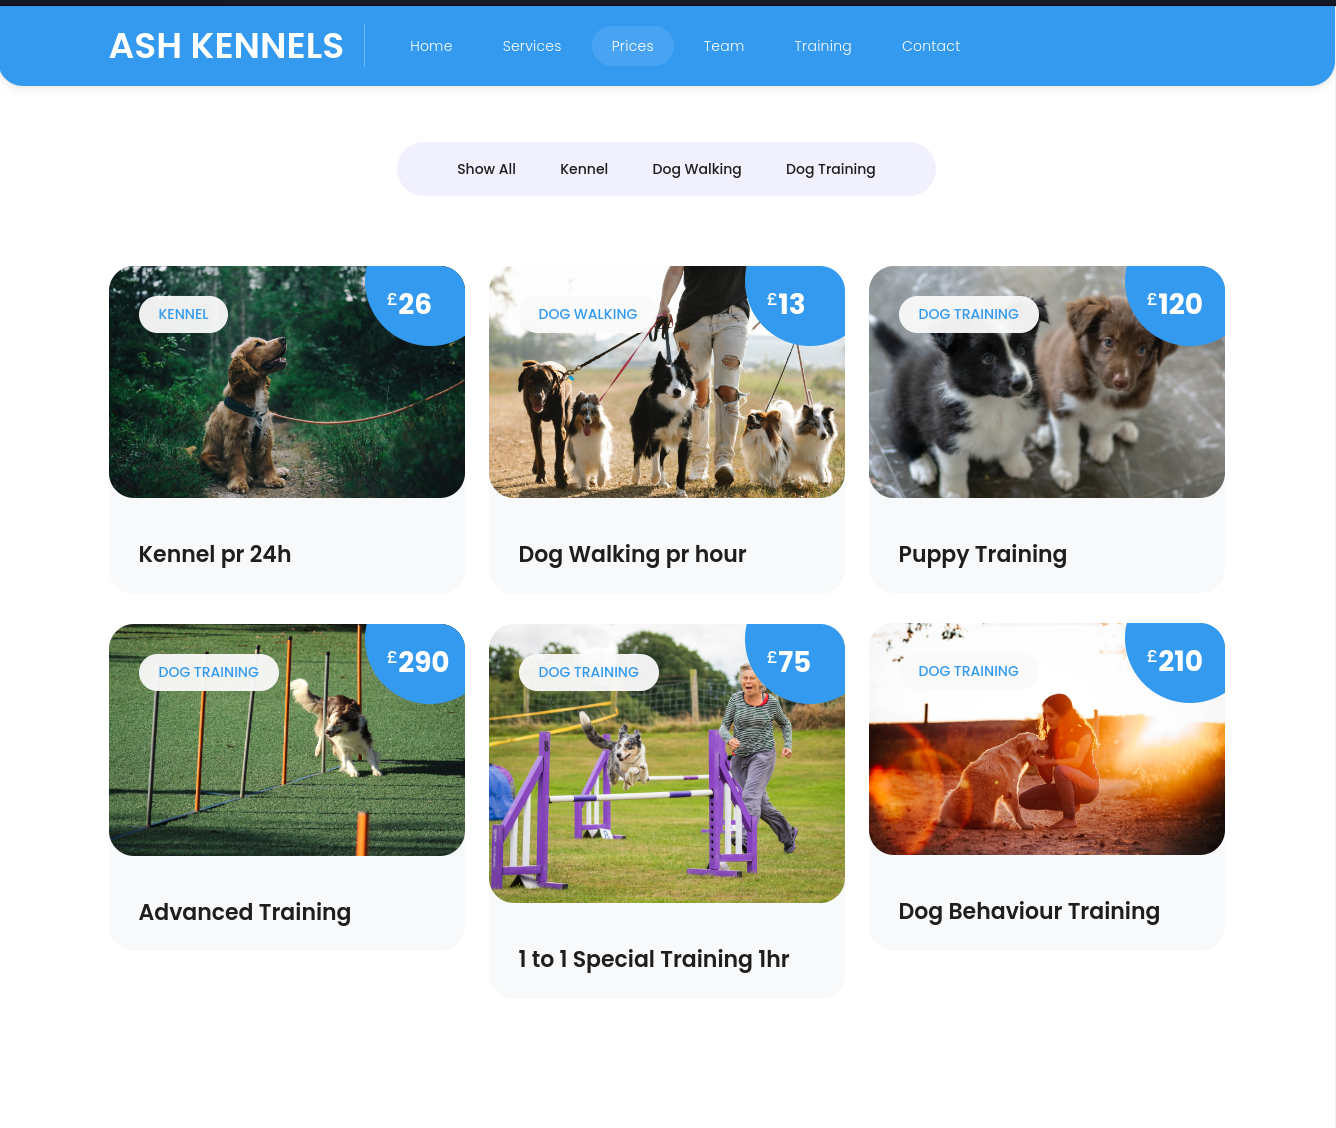 ASH KENNELS
Home Services Prices Team Training Contact
Show All Kennel Dog Walking Dog Training
KENNEL
£26
Kennel pr 24h
DOG WALKING
£13
Dog Walking pr hour
DOG TRAINING
£120
Puppy Training
DOG TRAINING
£290
Advanced Training
DOG TRAINING
£75
8
1 to 1 Special Training 1hr
DOG TRAINING
£210
Dog Behaviour Training